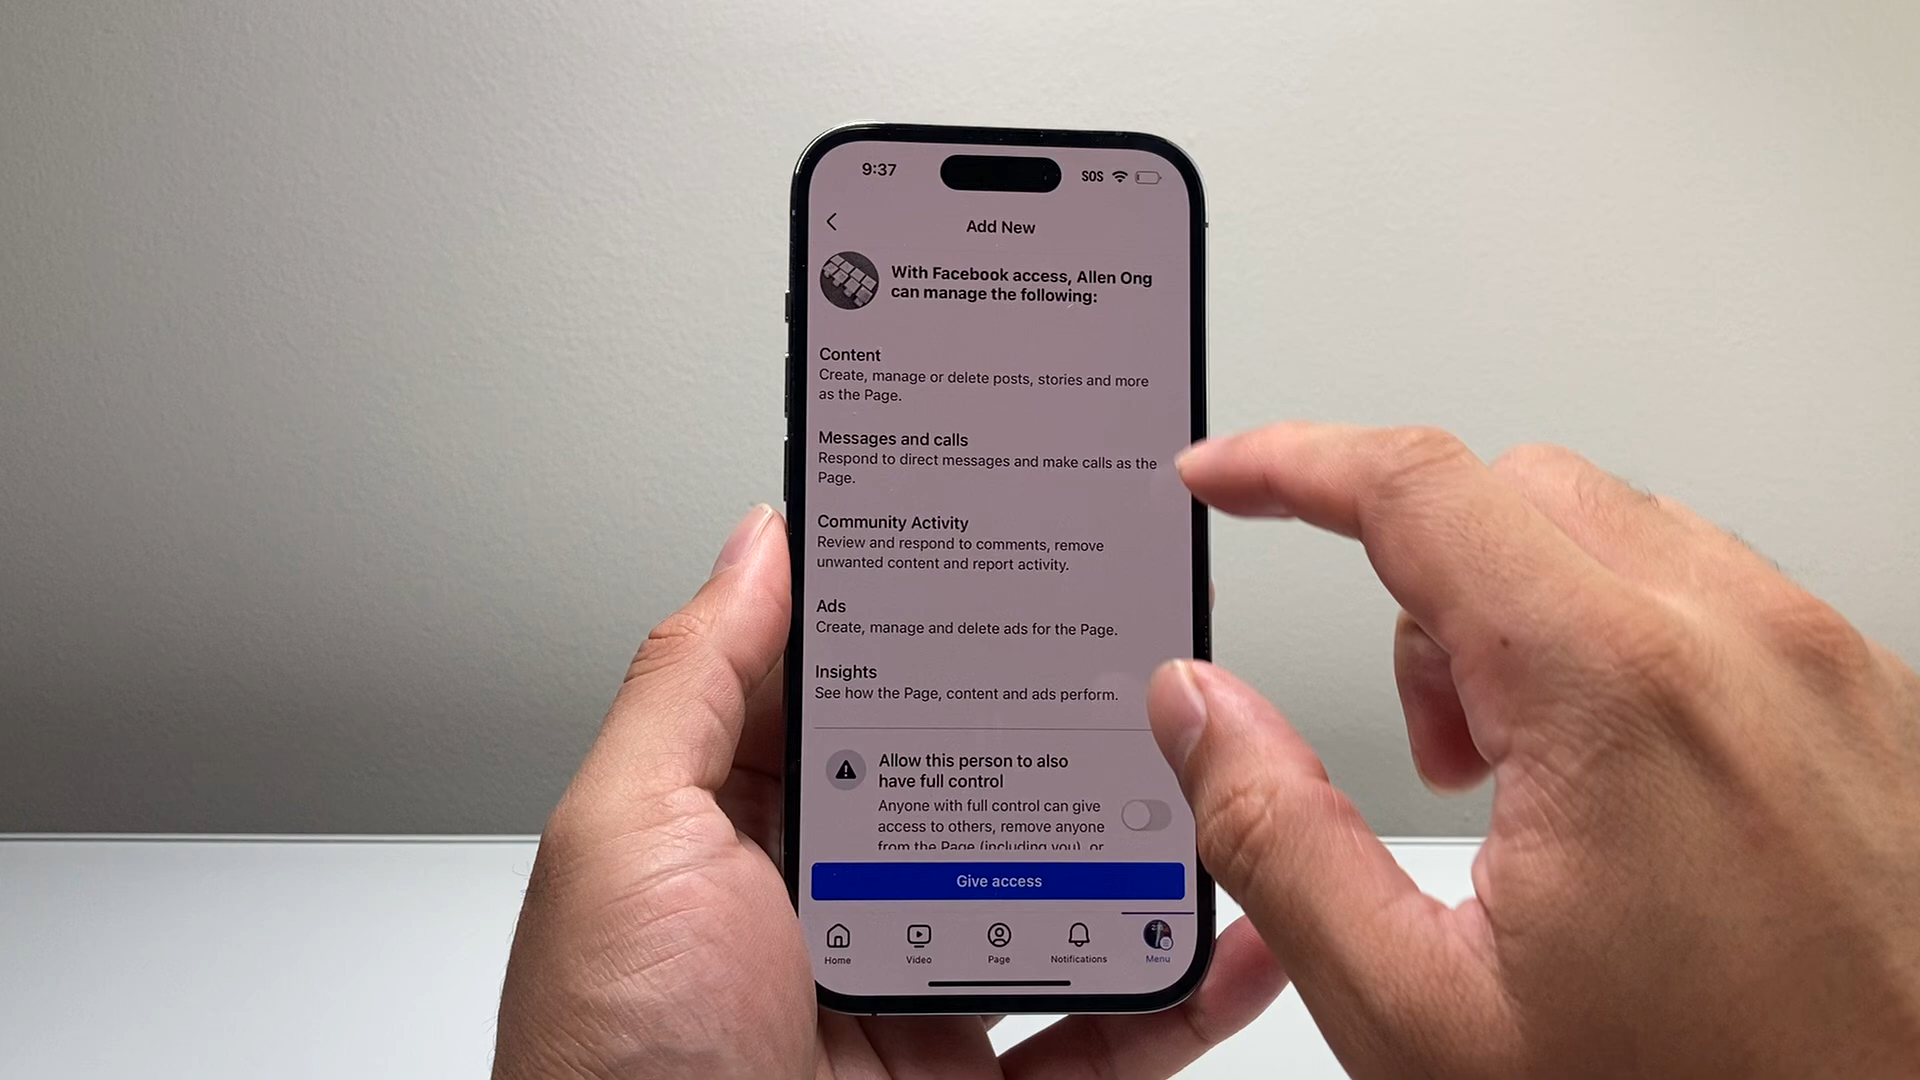 9:37
SOS
Add New
With Facebook access, Allen Ong
can manage the following:
Content
Create, manage or delete posts, stories and more
as the Page.
Messages and calls
Respond to direct messages and make calls as the
Page.
Community Activity
Review and respond to comments, remove
unwanted content and report activity.
Ads
Create, manage and delete ads for the Page.
Insights
See how the Page, content and ads perform.
Allow this person to also
have full control
Anyone with full control can give
access to others, remove anyone
from the Page (including you), or
Give access
Home
Video
Page
Notifications
Menu